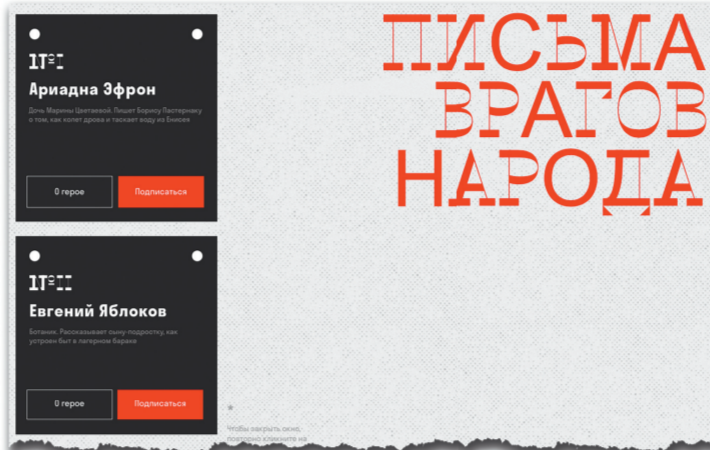 Ариадна Эфрон
Дочь Марины Цветаевой. Пишет Борису Пастернаку
о том, как колет дрова и таскает воду из Енисея
О герое
Подписаться
Евгений Яблоков
Ботаник. Рассказывает сыну-подростку, как
устроен быт в лагерном бараке
О герое
Подписаться
ПИСЬМА
ВРАГОВ
НАРОДА
*
Чтобы закрыть окно,
повторно кликните на